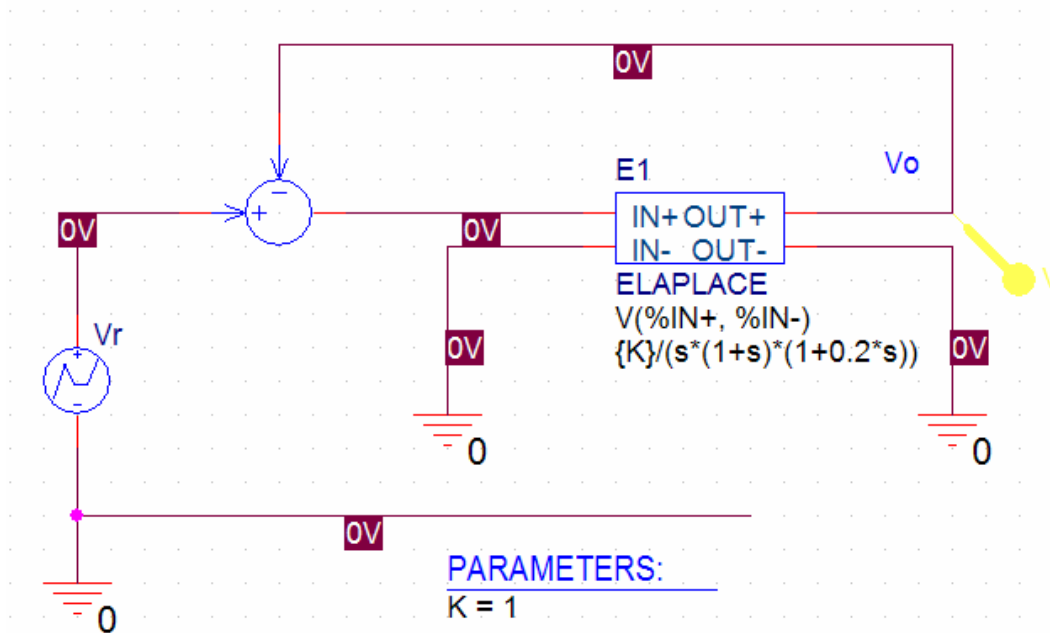 0V
Vo
E1
−
+
0V
0V
IN+ OUT+
IN- OUT-
ELAPLACE
V(%IN+, %IN-)
{K}/(s*(1+s)*(1+0.2*s))
Vr
0V
0V
+
−
0
0
0V
PARAMETERS:
K = 1
0